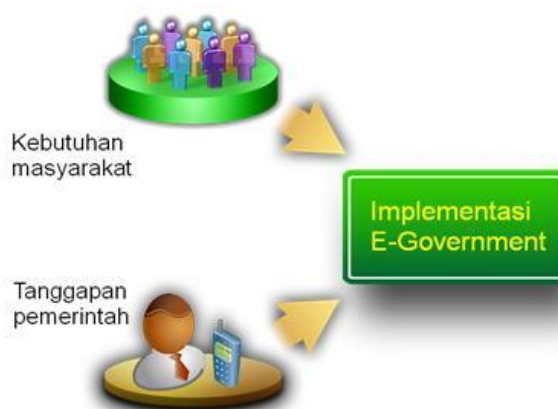 Kebutuhan
masyarakat
Implementasi
E-Government
Tanggapan
pemerintah